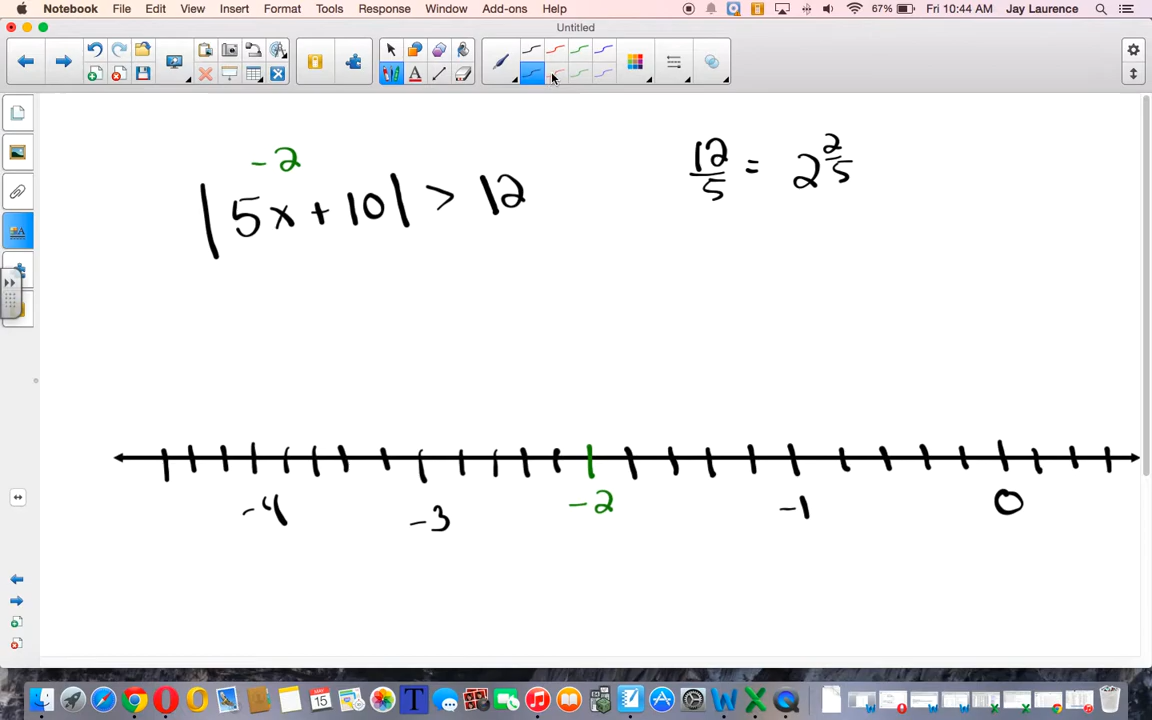 Notebook File Edit View Insert Format Tools Response Window Add-ons Help 67% Fri 10:44 AM Jay Laurence
Untitled
-2
|5x+10| > 12
12/5 = 2 2/5
-4 -3 -2 -1 0